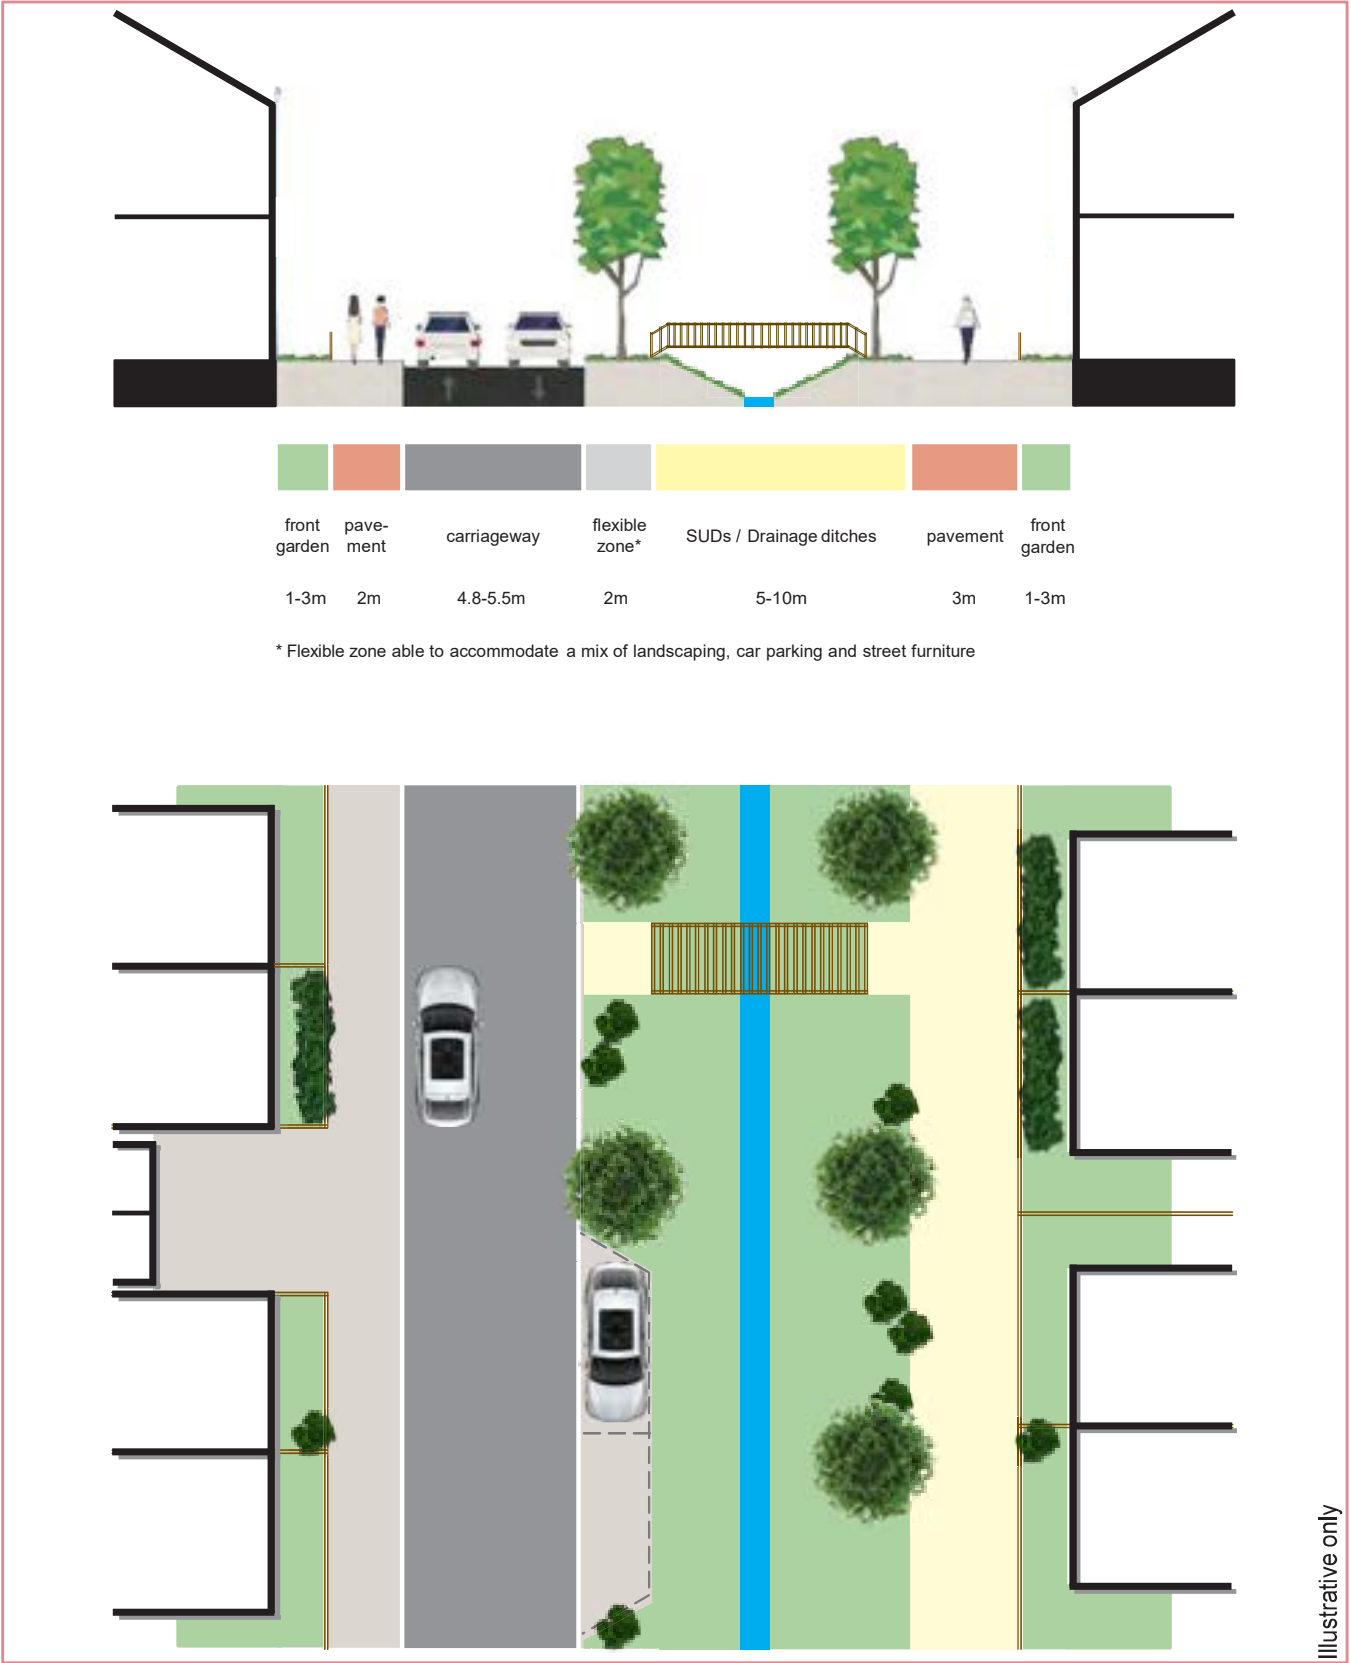 front garden
pave-ment
carriageway
flexible zone*
SUDs / Drainage ditches
pavement
front garden
1-3m
2m
4.8-5.5m
2m
5-10m
3m
1-3m
* Flexible zone able to accommodate a mix of landscaping, car parking and street furniture
Illustrative only